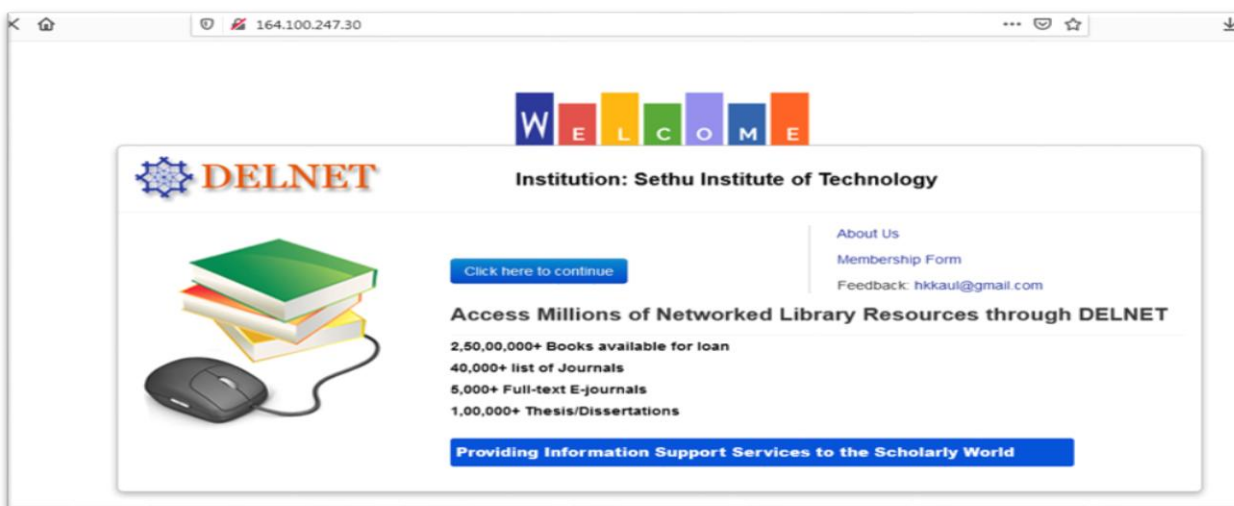 164.100.247.30
WELCOME
DELNET
Institution: Sethu Institute of Technology
About Us
Click here to continue
Membership Form
Feedback: hkkaul@gmail.com
Access Millions of Networked Library Resources through DELNET
2,50,00,000+ Books available for loan
40,000+ list of Journals
5,000+ Full-text E-journals
1,00,000+ Thesis/Dissertations
Providing Information Support Services to the Scholarly World